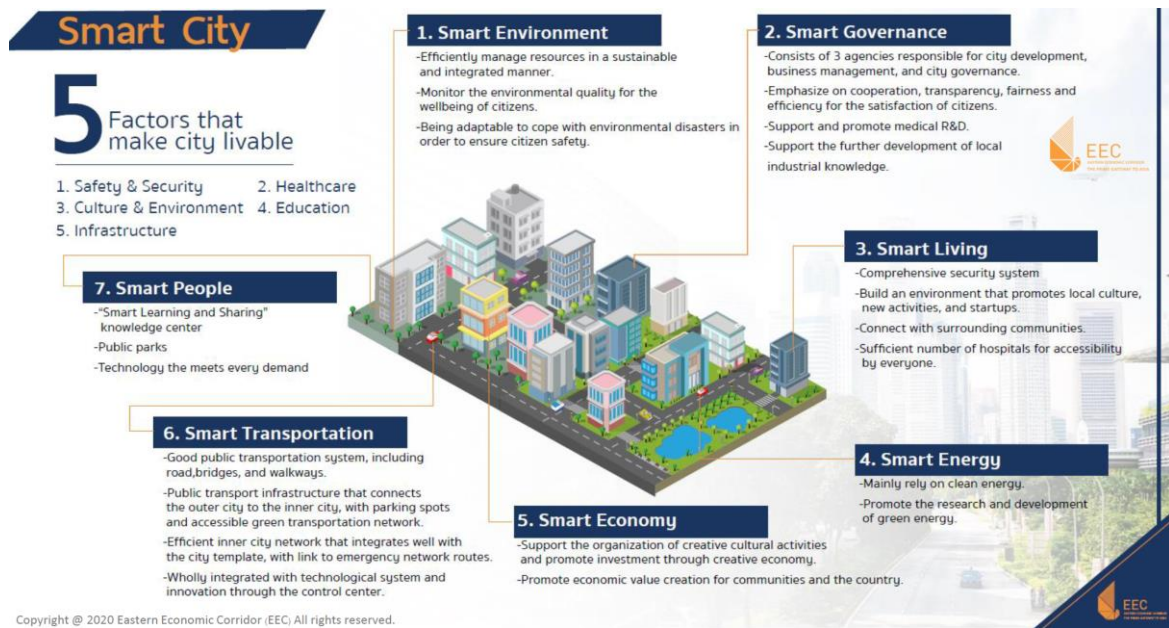 Smart City
5 Factors that
make city livable
1. Safety & Security 2. Healthcare
3. Culture & Environment 4. Education
5. Infrastructure
1. Smart Environment
-Efficiently manage resources in a sustainable
and integrated manner.
-Monitor the environmental quality for the
wellbeing of citizens.
-Being adaptable to cope with environmental disasters in
order to ensure citizen safety.
2. Smart Governance
-Consists of 3 agencies responsible for city development,
business management, and city governance.
-Emphasize on cooperation, transparency, fairness and
efficiency for the satisfaction of citizens.
-Support and promote medical R&D.
-Support the further development of local
industrial knowledge.
EEC
3. Smart Living
-Comprehensive security system
-Build an environment that promotes local culture,
new activities, and startups.
-Connect with surrounding communities.
-Sufficient number of hospitals for accessibility
by everyone.
4. Smart Energy
-Mainly rely on clean energy.
-Promote the research and development
of green energy.
5. Smart Economy
-Support the organization of creative cultural activities
and promote investment through creative economy.
-Promote economic value creation for communities and the country.
6. Smart Transportation
-Good public transportation system, including
road,bridges, and walkways.
-Public transport infrastructure that connects
the outer city to the inner city, with parking spots
and accessible green transportation network.
-Efficient inner city network that integrates well with
the city template, with link to emergency network routes.
-Wholly integrated with technological system and
innovation through the control center.
7. Smart People
-“Smart Learning and Sharing”
knowledge center
-Public parks
-Technology the meets every demand
EEC
Copyright @ 2020 Eastern Economic Corridor (EEC) All rights reserved.